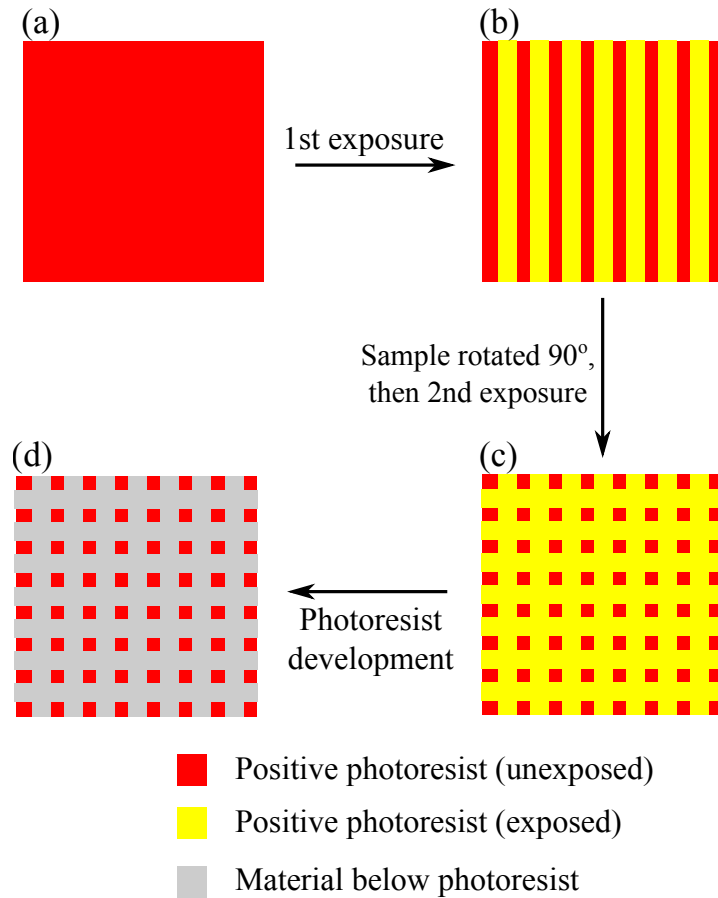 (a)
(b)
1st exposure
Sample rotated 90º,
then 2nd exposure
(d)
(c)
Photoresist
development
Positive photoresist (unexposed)
Positive photoresist (exposed)
Material below photoresist